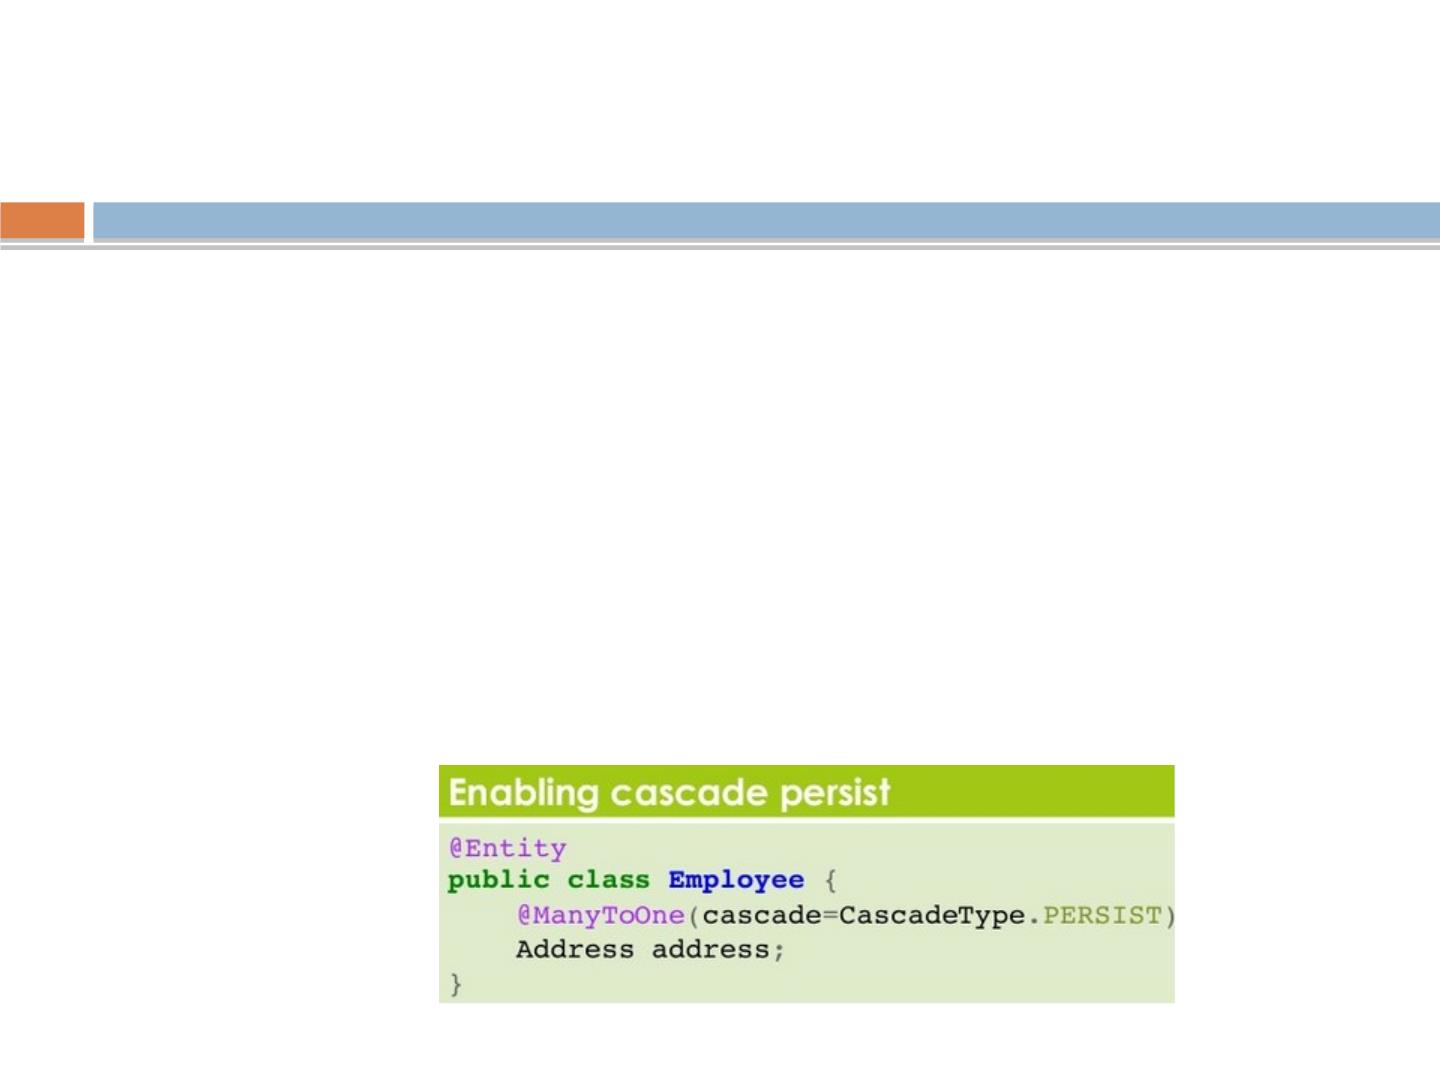 Enabling cascade persist
@Entity
public class Employee {
    @ManyToOne(cascade=CascadeType.PERSIST)
    Address address;
}